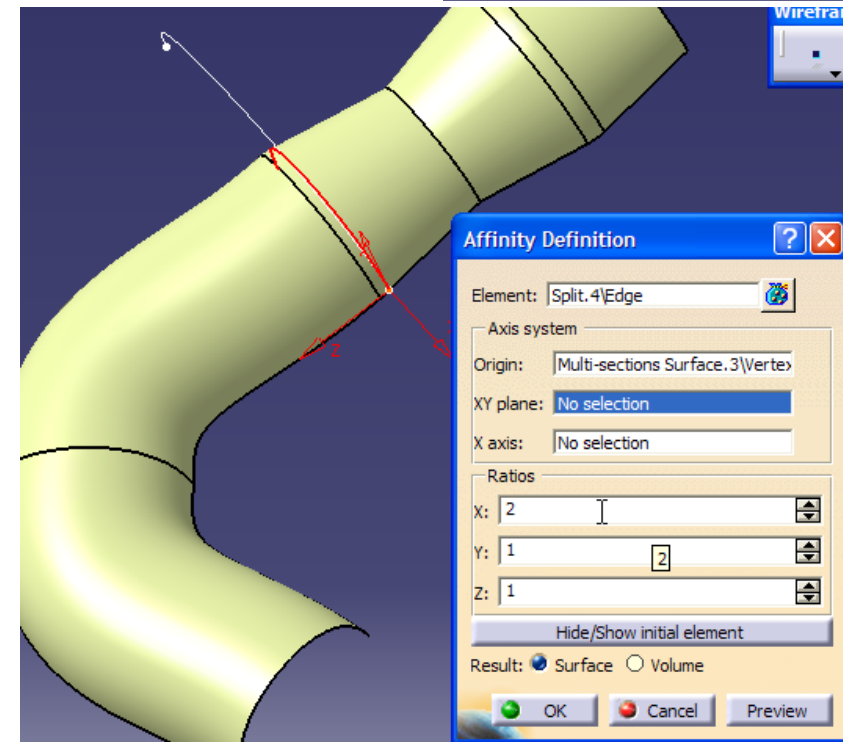 Wirefra
Z
Affinity Definition
Element: Split.4\Edge
Axis system
Origin: Multi-sections Surface.3\Vertex
XY plane: No selection
X axis: No selection
Ratios
X: 2
Y: 1
2
Z: 1
Hide/Show initial element
Result: Surface Volume
OK Cancel Preview